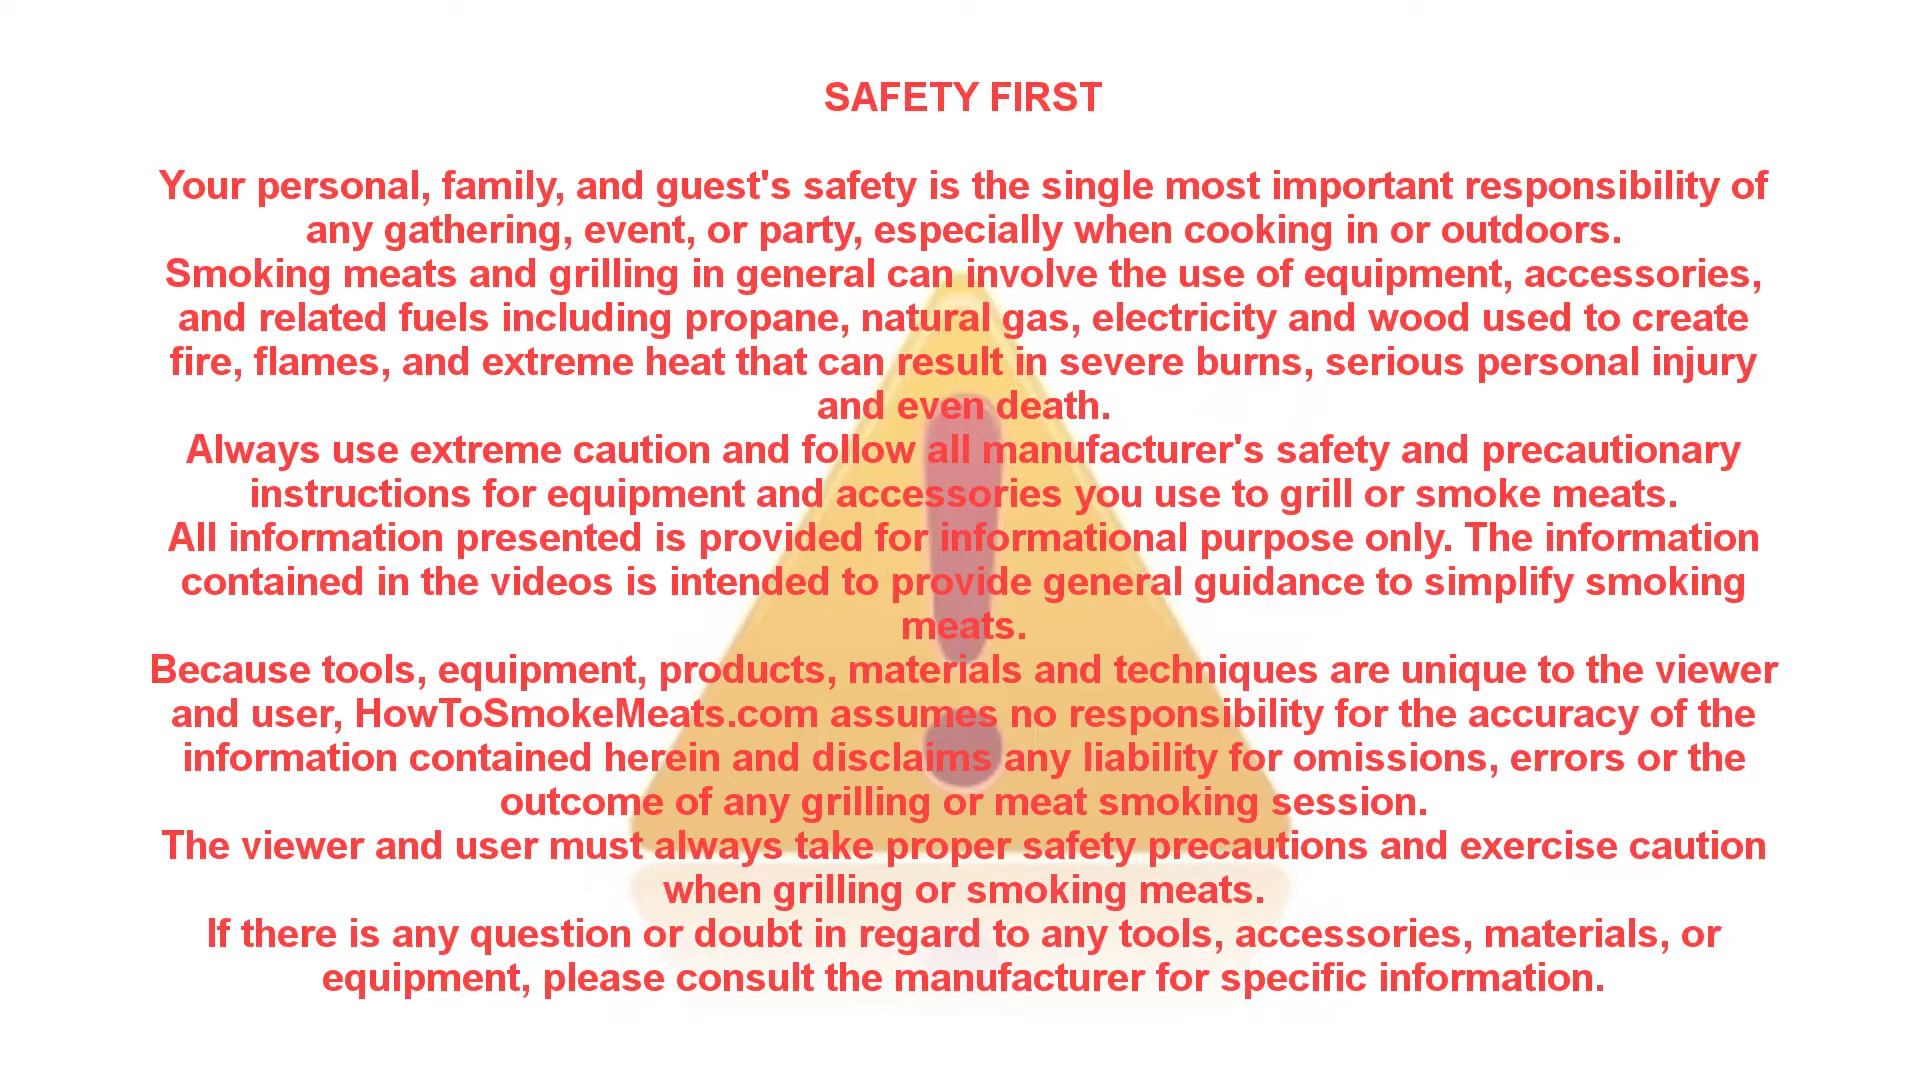 SAFETY FIRST
Your personal, family, and guest's safety is the single most important responsibility of
any gathering, event, or party, especially when cooking in or outdoors.
Smoking meats and grilling in general can involve the use of equipment, accessories,
and related fuels including propane, natural gas, electricity and wood used to create
fire, flames, and extreme heat that can result in severe burns, serious personal injury
and even death.
Always use extreme caution and follow all manufacturer's safety and precautionary
instructions for equipment and accessories you use to grill or smoke meats.
All information presented is provided for informational purpose only. The information
contained in the videos is intended to provide general guidance to simplify smoking
meats.
Because tools, equipment, products, materials and techniques are unique to the viewer
and user, HowToSmokeMeats.com assumes no responsibility for the accuracy of the
information contained herein and disclaims any liability for omissions, errors or the
outcome of any grilling or meat smoking session.
The viewer and user must always take proper safety precautions and exercise caution
when grilling or smoking meats.
If there is any question or doubt in regard to any tools, accessories, materials, or
equipment, please consult the manufacturer for specific information.